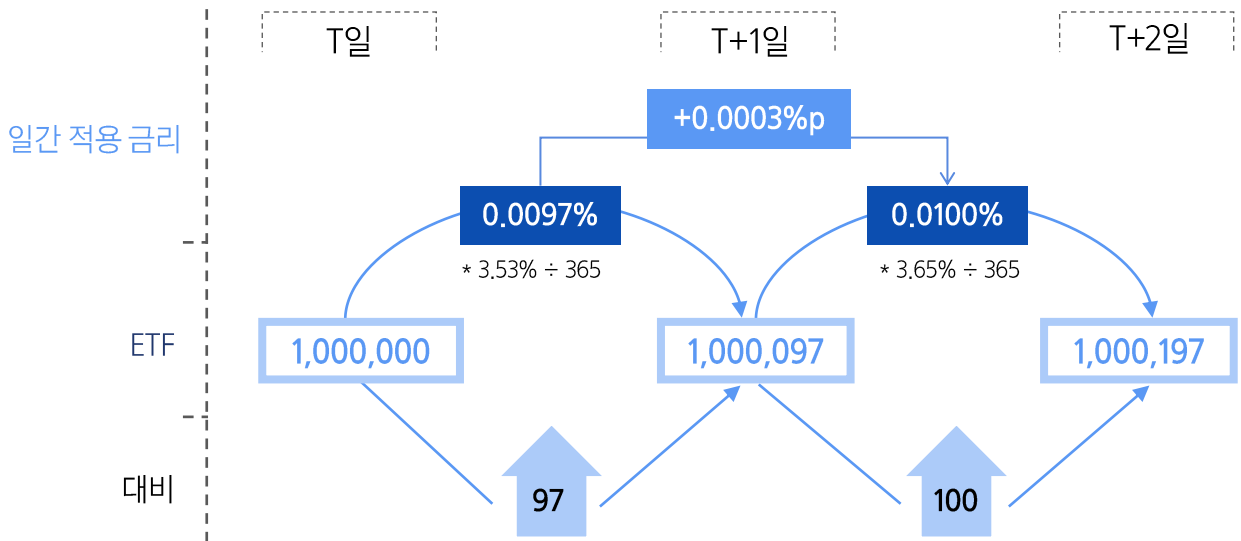 T일
T+1일
T+2일
일간 적용 금리
+0.0003%p
0.0097%
0.0100%
* 3.53% ÷ 365
* 3.65% ÷ 365
ETF
1,000,000
1,000,097
1,000,197
대비
97
100